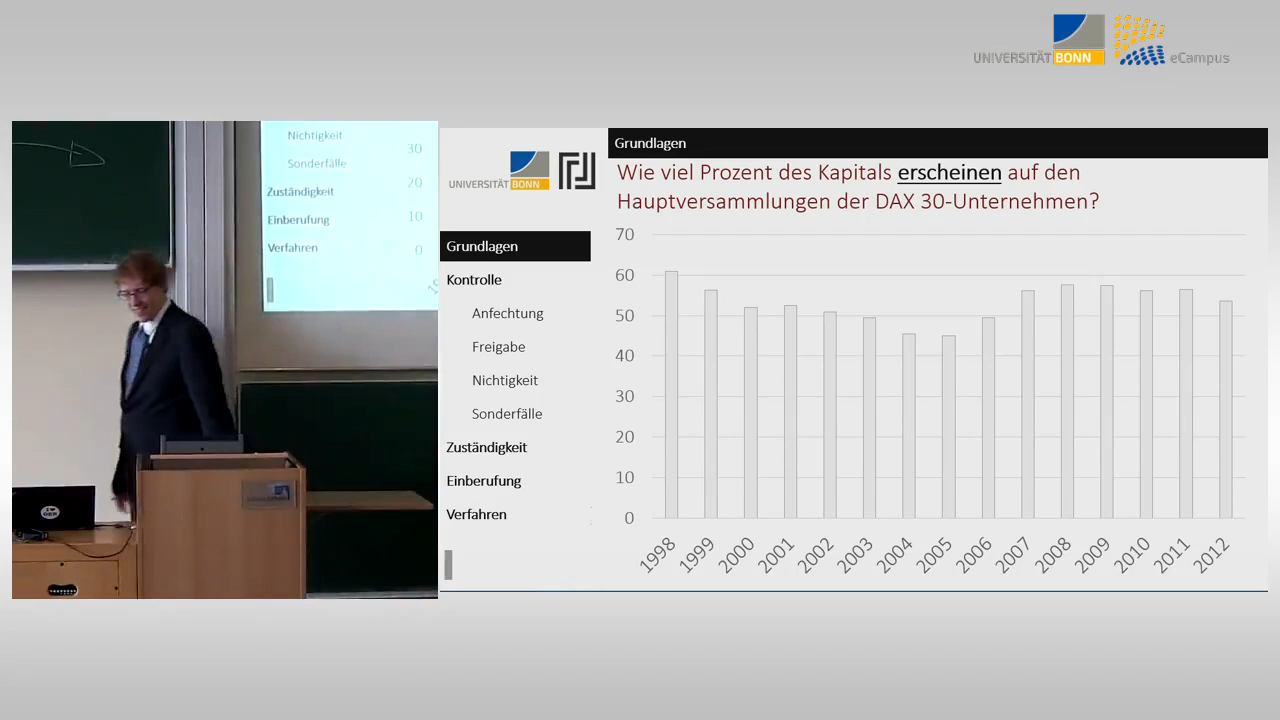 UNIVERSITÄT BONN
eCampus
Nichtigkeit
Sonderfälle
Zuständigkeit
Einberufung
Verfahren
30
20
10
0
UNIVERSITÄT BONN
Grundlagen
Kontrolle
Anfechtung
Freigabe
Nichtigkeit
Sonderfälle
Zuständigkeit
Einberufung
Verfahren
Grundlagen
Wie viel Prozent des Kapitals erscheinen auf den
Hauptversammlungen der DAX 30-Unternehmen?
70
60
50
40
30
20
10
0
1998 1999 2000 2001 2002 2003 2004 2005 2006 2007 2008 2009 2010 2011 2012